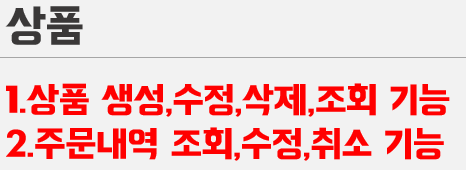 상품
1.상품 생성,수정,삭제,조회 기능
2.주문내역 조회,수정,취소 기능